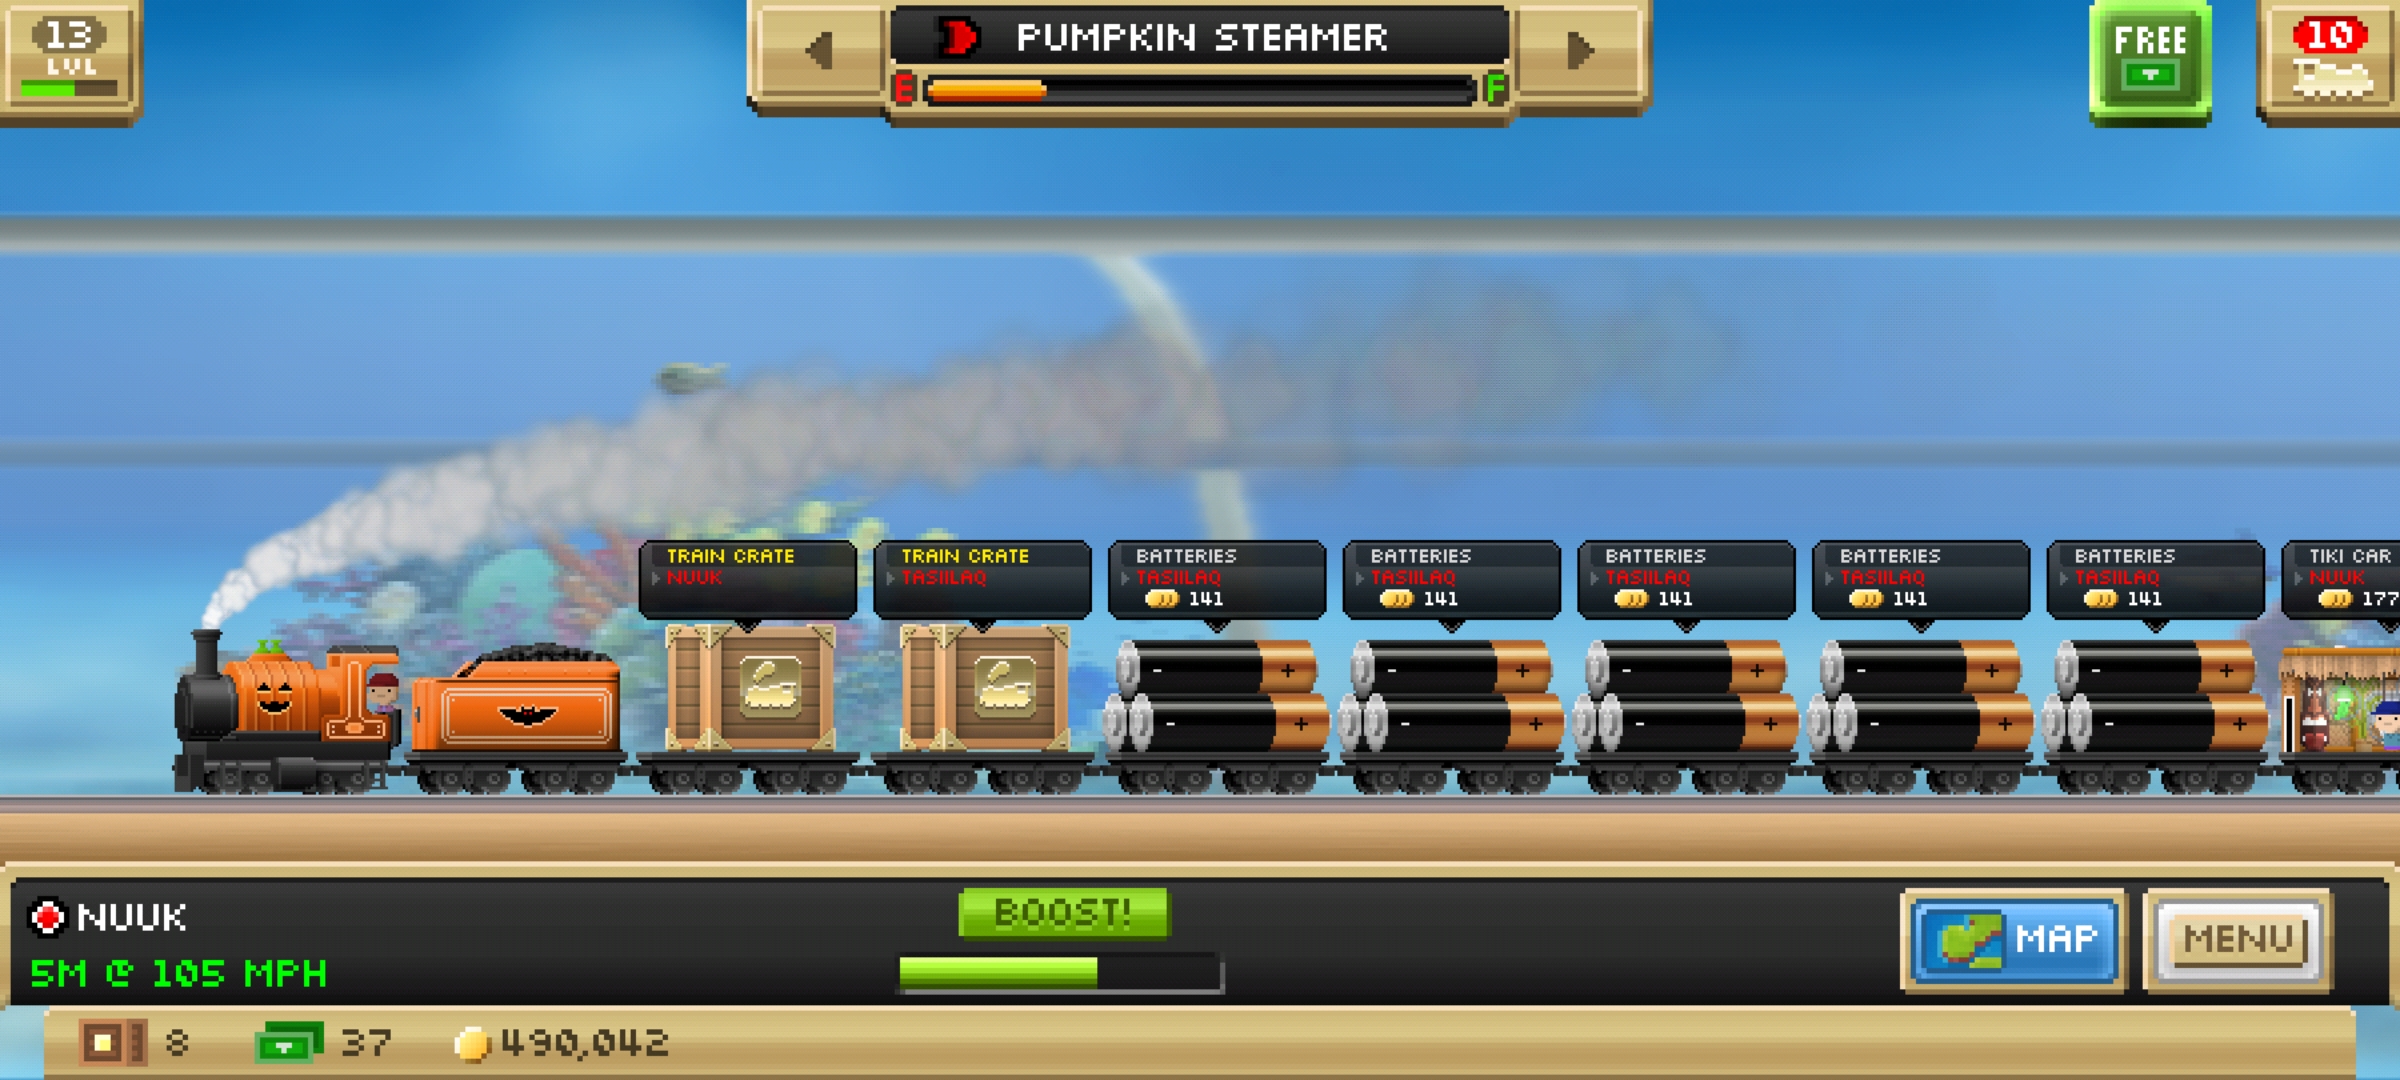 13
LVL
PUMPKIN STEAMER
E F
FREE
10
TRAIN CRATE
NUUK
TRAIN CRATE
TASIILAQ
BATTERIES
TASIILAQ
141
BATTERIES
TASIILAQ
141
BATTERIES
TASIILAQ
141
BATTERIES
TASIILAQ
141
BATTERIES
TASIILAQ
141
TIKI CAR
NUUK
177
- +
- +
- +
- +
- +
- +
- +
- +
- +
- +
NUUK
5M @ 105 MPH
BOOST!
MAP
MENU
8
37
490,042